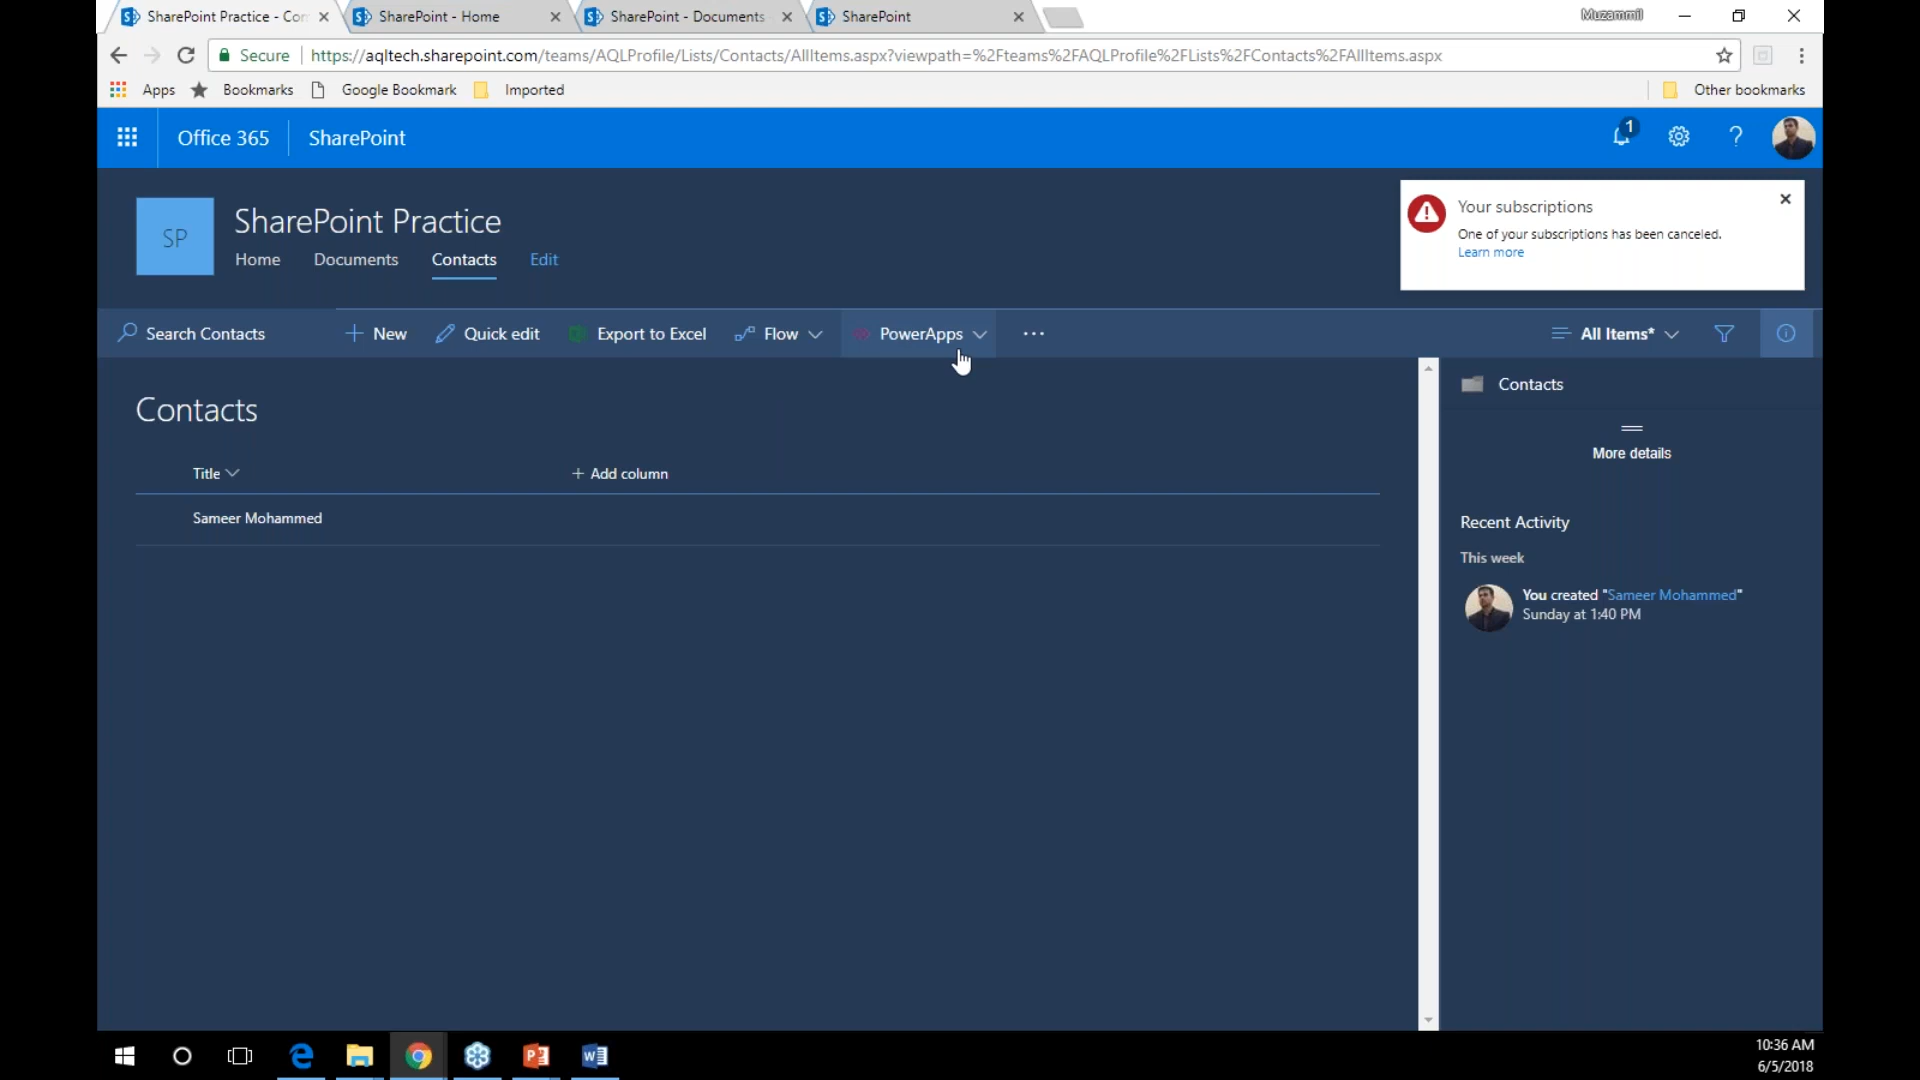 SharePoint Practice - Con
SharePoint - Home
SharePoint - Documents
SharePoint
Muzammil
Secure
https://aqltech.sharepoint.com/teams/AQLProfile/Lists/Contacts/AllItems.aspx?viewpath=%2Fteams%2FAQLProfile%2FLists%2FContacts%2FAllItems.aspx
Apps
Bookmarks
Google Bookmark
Imported
Other bookmarks
Office 365
SharePoint
1
?
SP
SharePoint Practice
Home
Documents
Contacts
Edit
Your subscriptions
One of your subscriptions has been canceled.
Learn more
Search Contacts
New
Quick edit
Export to Excel
Flow
PowerApps
All Items*
Contacts
Title
Add column
Sameer Mohammed
Contacts
More details
Recent Activity
This week
You created "Sameer Mohammed"
Sunday at 1:40 PM
10:36 AM
6/5/2018